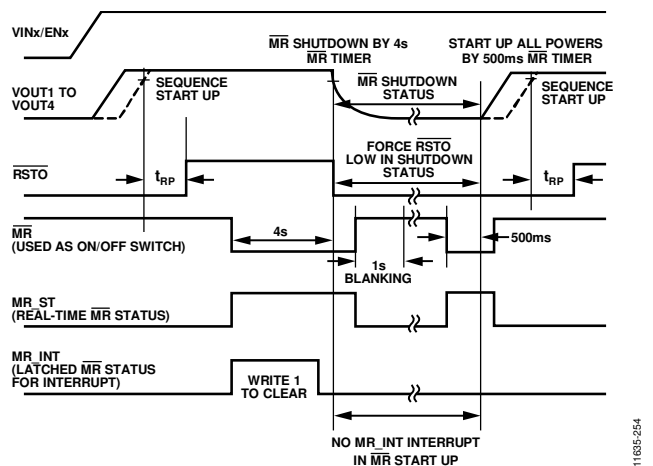 VINx/ENx
MR SHUTDOWN BY 4s
MR TIMER
START UP ALL POWERS
BY 500ms MR TIMER
VOUT1 TO
VOUT4
SEQUENCE
START UP
MR SHUTDOWN
STATUS
SEQUENCE
START UP
RSTO
tRP
FORCE RSTO
LOW IN SHUTDOWN
STATUS
tRP
MR
(USED AS ON/OFF SWITCH)
4s
1s
BLANKING
500ms
MR_ST
(REAL-TIME MR STATUS)
MR_INT
(LATCHED MR STATUS
FOR INTERRUPT)
WRITE 1
TO CLEAR
NO MR_INT INTERRUPT
IN MR START UP
11635-254